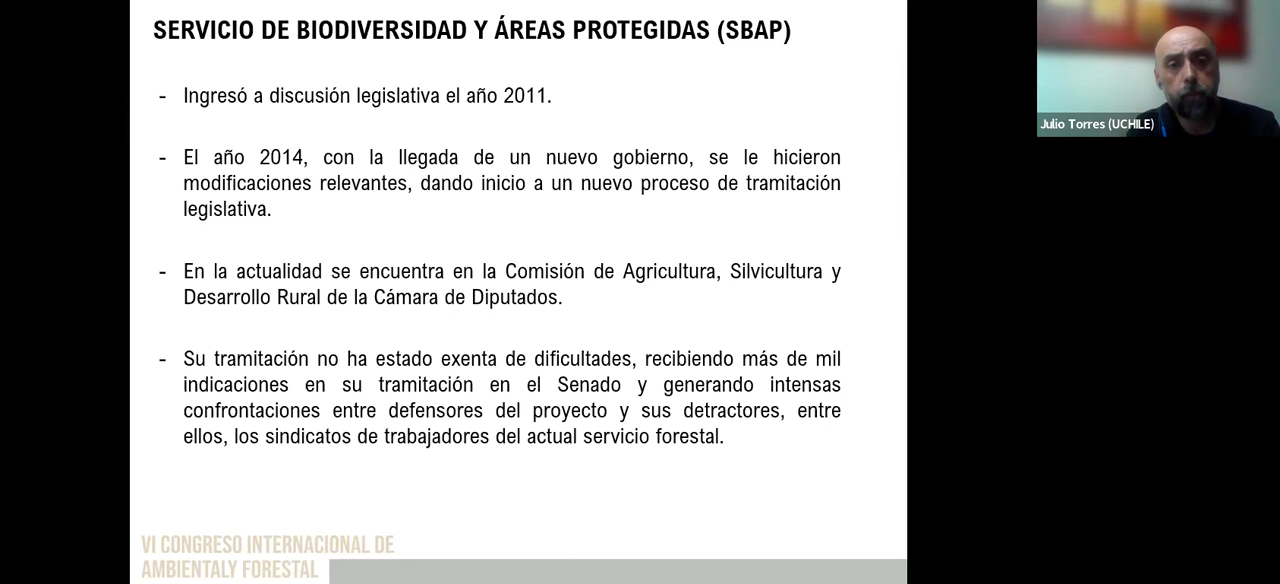 SERVICIO DE BIODIVERSIDAD Y ÁREAS PROTEGIDAS (SBAP)
- Ingresó a discusión legislativa el año 2011.
- El año 2014, con la llegada de un nuevo gobierno, se le hicieron
modificaciones relevantes, dando inicio a un nuevo proceso de tramitación
legislativa.
- En la actualidad se encuentra en la Comisión de Agricultura, Silvicultura y
Desarrollo Rural de la Cámara de Diputados.
- Su tramitación no ha estado exenta de dificultades, recibiendo más de mil
indicaciones en su tramitación en el Senado y generando intensas
confrontaciones entre defensores del proyecto y sus detractores, entre
ellos, los sindicatos de trabajadores del actual servicio forestal.
VI CONGRESO INTERNACIONAL DE
AMBIENTALY FORESTAL
Julio Torres (UCHILE)